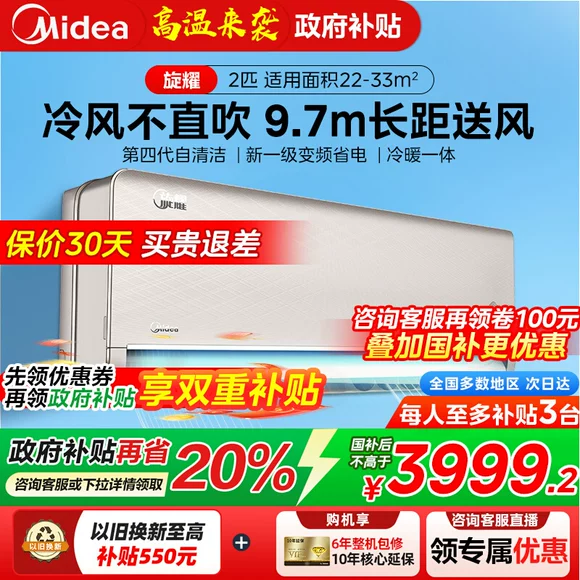 Midea 高温来袭 政府补贴
旋耀 2匹 适用面积22-33m²
冷风不直吹 9.7m长距送风
第四代自清洁 | 新一级变频省电 | 冷暖一体
保价30天 买贵退差
Midea
咨询客服再领卷100元
叠加国补更优惠
先领优惠券
再领政府补贴
享双重补贴
全国多数地区 次日达
每人至多补贴3台
政府补贴再省
咨询客服或下拉详情领取
20%
国补后
不高于
¥3999.2
以旧换新
以旧换新至高
补贴550元
+
购机享
6年整机包修
10年核心延保
咨询客服直播
领专属优惠